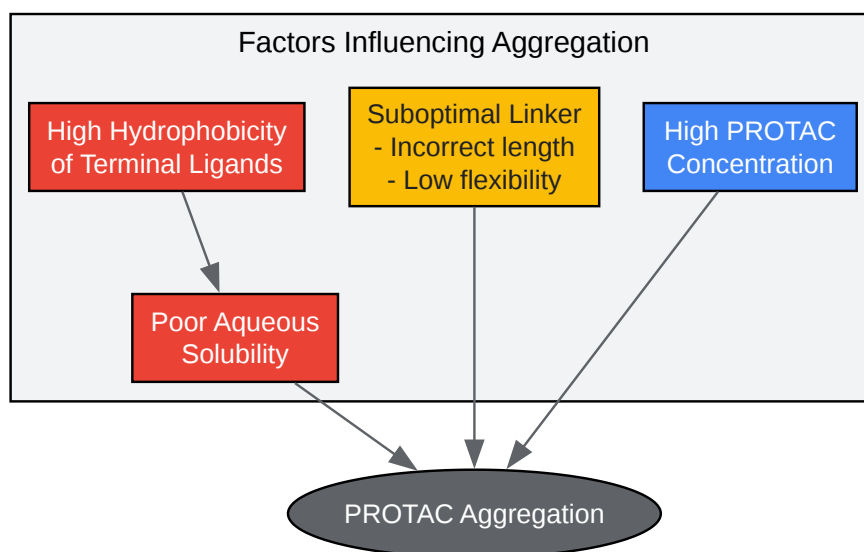 Factors Influencing Aggregation
High Hydrophobicity
of Terminal Ligands
Suboptimal Linker
- Incorrect length
- Low flexibility
High PROTAC
Concentration
Poor Aqueous
Solubility
PROTAC Aggregation